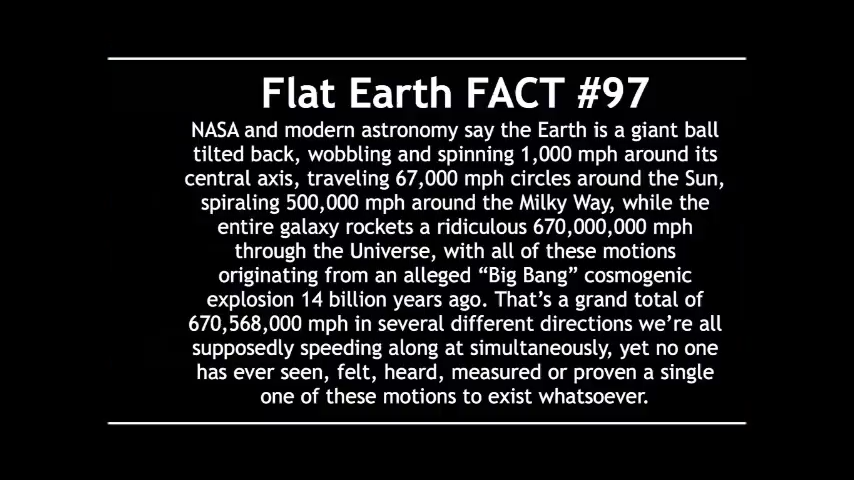 Flat Earth FACT #97
NASA and modern astronomy say the Earth is a giant ball
tilted back, wobbling and spinning 1,000 mph around its
central axis, traveling 67,000 mph circles around the Sun,
spiraling 500,000 mph around the Milky Way, while the
entire galaxy rockets a ridiculous 670,000,000 mph
through the Universe, with all of these motions
originating from an alleged “Big Bang” cosmogenic
explosion 14 billion years ago. That’s a grand total of
670,568,000 mph in several different directions we’re all
supposedly speeding along at simultaneously, yet no one
has ever seen, felt, heard, measured or proven a single
one of these motions to exist whatsoever.